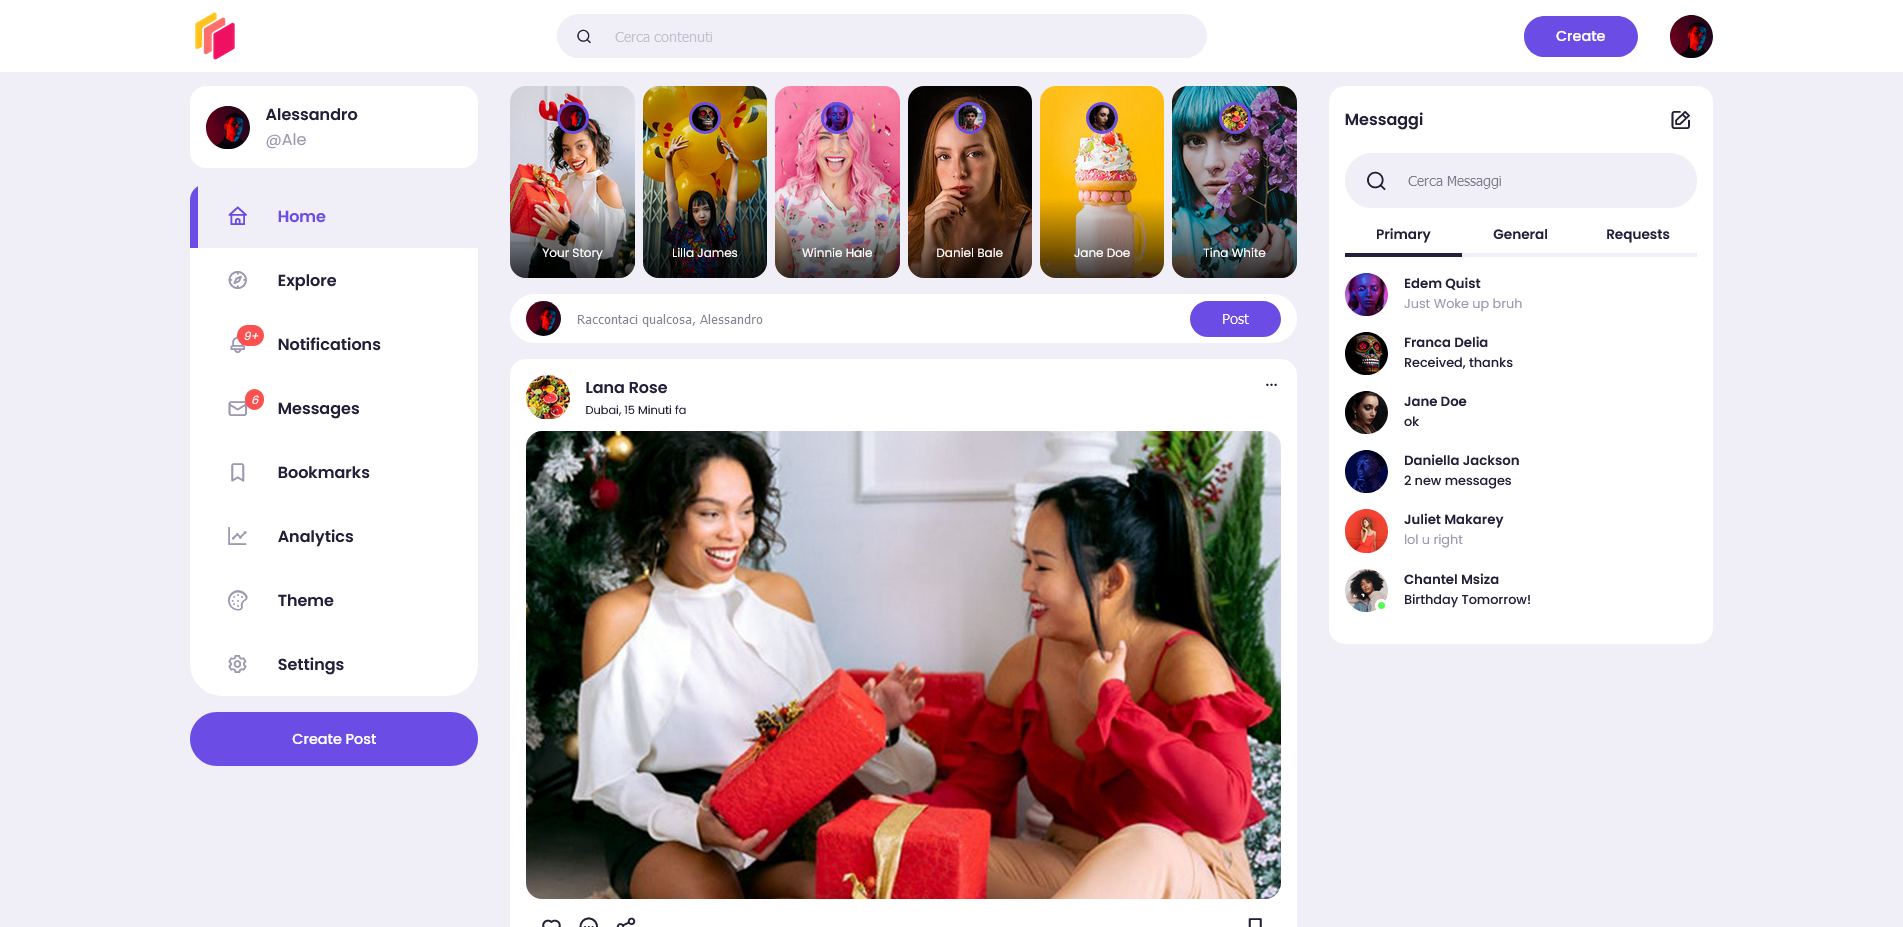 Cerca contenuti
Create
Alessandro
@Ale
Home
Explore
9+
Notifications
6
Messages
Bookmarks
Analytics
Theme
Settings
Create Post
Your Story
Lilla James
Winnie Hale
Daniel Bale
Jane Doe
Tina White
Raccontaci qualcosa, Alessandro
Post
Lana Rose
Dubai, 15 Minuti fa
Messaggi
Cerca Messaggi
Primary
General
Requests
Edem Quist
Just Woke up bruh
Franca Delia
Received, thanks
Jane Doe
ok
Daniella Jackson
2 new messages
Juliet Makarey
lol u right
Chantel Msiza
Birthday Tomorrow!